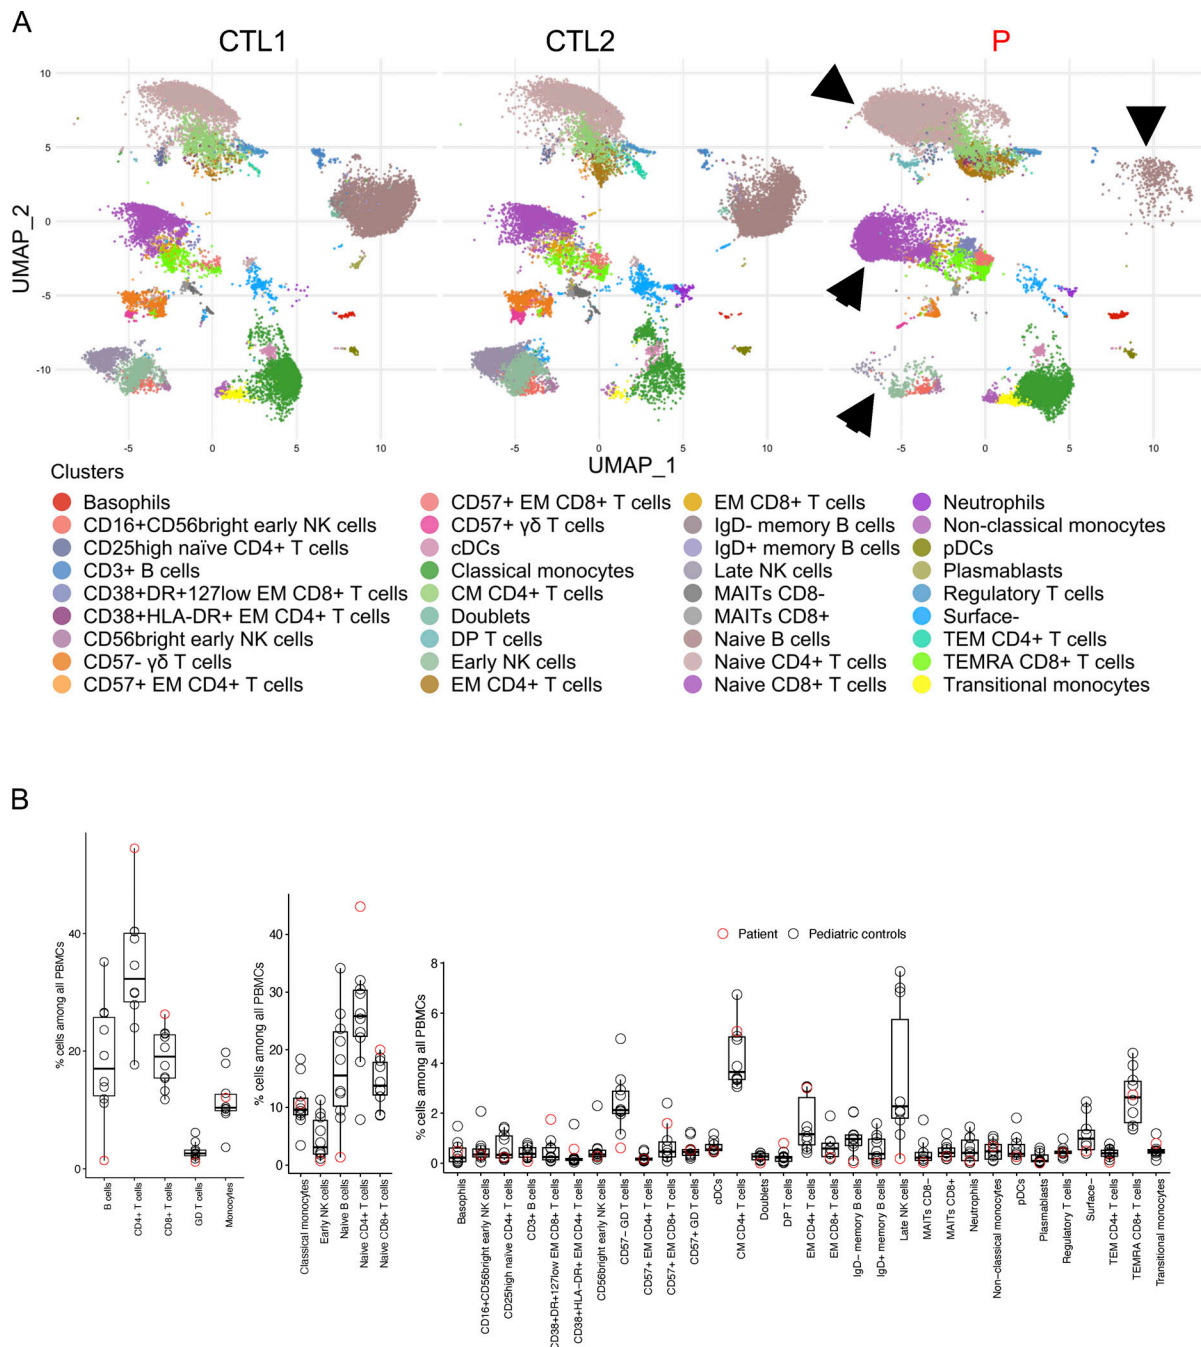 A
CTL1 CTL2 P
10
5
0
-5
-10
UMAP_2
-5 0 5 10 -5 0 5 10 -5 0 5 10
UMAP_1
Clusters
Basophils
CD16+CD56bright early NK cells
CD25high naïve CD4+ T cells
CD3+ B cells
CD38+DR+127low EM CD8+ T cells
CD38+HLA-DR+ EM CD4+ T cells
CD56bright early NK cells
CD57- γδ T cells
CD57+ EM CD4+ T cells
CD57+ EM CD8+ T cells
CD57+ γδ T cells
cDCs
Classical monocytes
CM CD4+ T cells
Doublets
DP T cells
Early NK cells
EM CD4+ T cells
EM CD8+ T cells
IgD- memory B cells
IgD+ memory B cells
Late NK cells
MAITs CD8-
MAITs CD8+
Naive B cells
Naive CD4+ T cells
Naive CD8+ T cells
Neutrophils
Non-classical monocytes
pDCs
Plasmablasts
Regulatory T cells
Surface-
TEM CD4+ T cells
TEMRA CD8+ T cells
Transitional monocytes
B
% cells among all PBMCs
40
20
0
B cells
CD4+ T cells
CD8+ T cells
GD T cells
Monocytes
% cells among all PBMCs
40
30
20
10
0
Classical monocytes
Early NK cells
Naive B cells
Naive CD4+ T cells
Naive CD8+ T cells
Patient Pediatric controls
% cells among all PBMCs
8
6
4
2
0
Basophils
CD16+CD56bright early NK cells
CD25high naïve CD4+ T cells
CD3+ B cells
CD38+DR+127low EM CD8+ T cells
CD38+HLA-DR+ EM CD4+ T cells
CD56bright early NK cells
CD57- GD T cells
CD57+ EM CD4+ T cells
CD57+ EM CD8+ T cells
CD57+ GD T cells
cDCs
CM CD4+ T cells
Doublets
DP T cells
EM CD4+ T cells
EM CD8+ T cells
IgD- memory B cells
IgD+ memory B cells
Late NK cells
MAITs CD8-
MAITs CD8+
Neutrophils
Non-classical monocytes
pDCs
Plasmablasts
Regulatory T cells
Surface-
TEM CD4+ T cells
TEMRA CD8+ T cells
Transitional monocytes